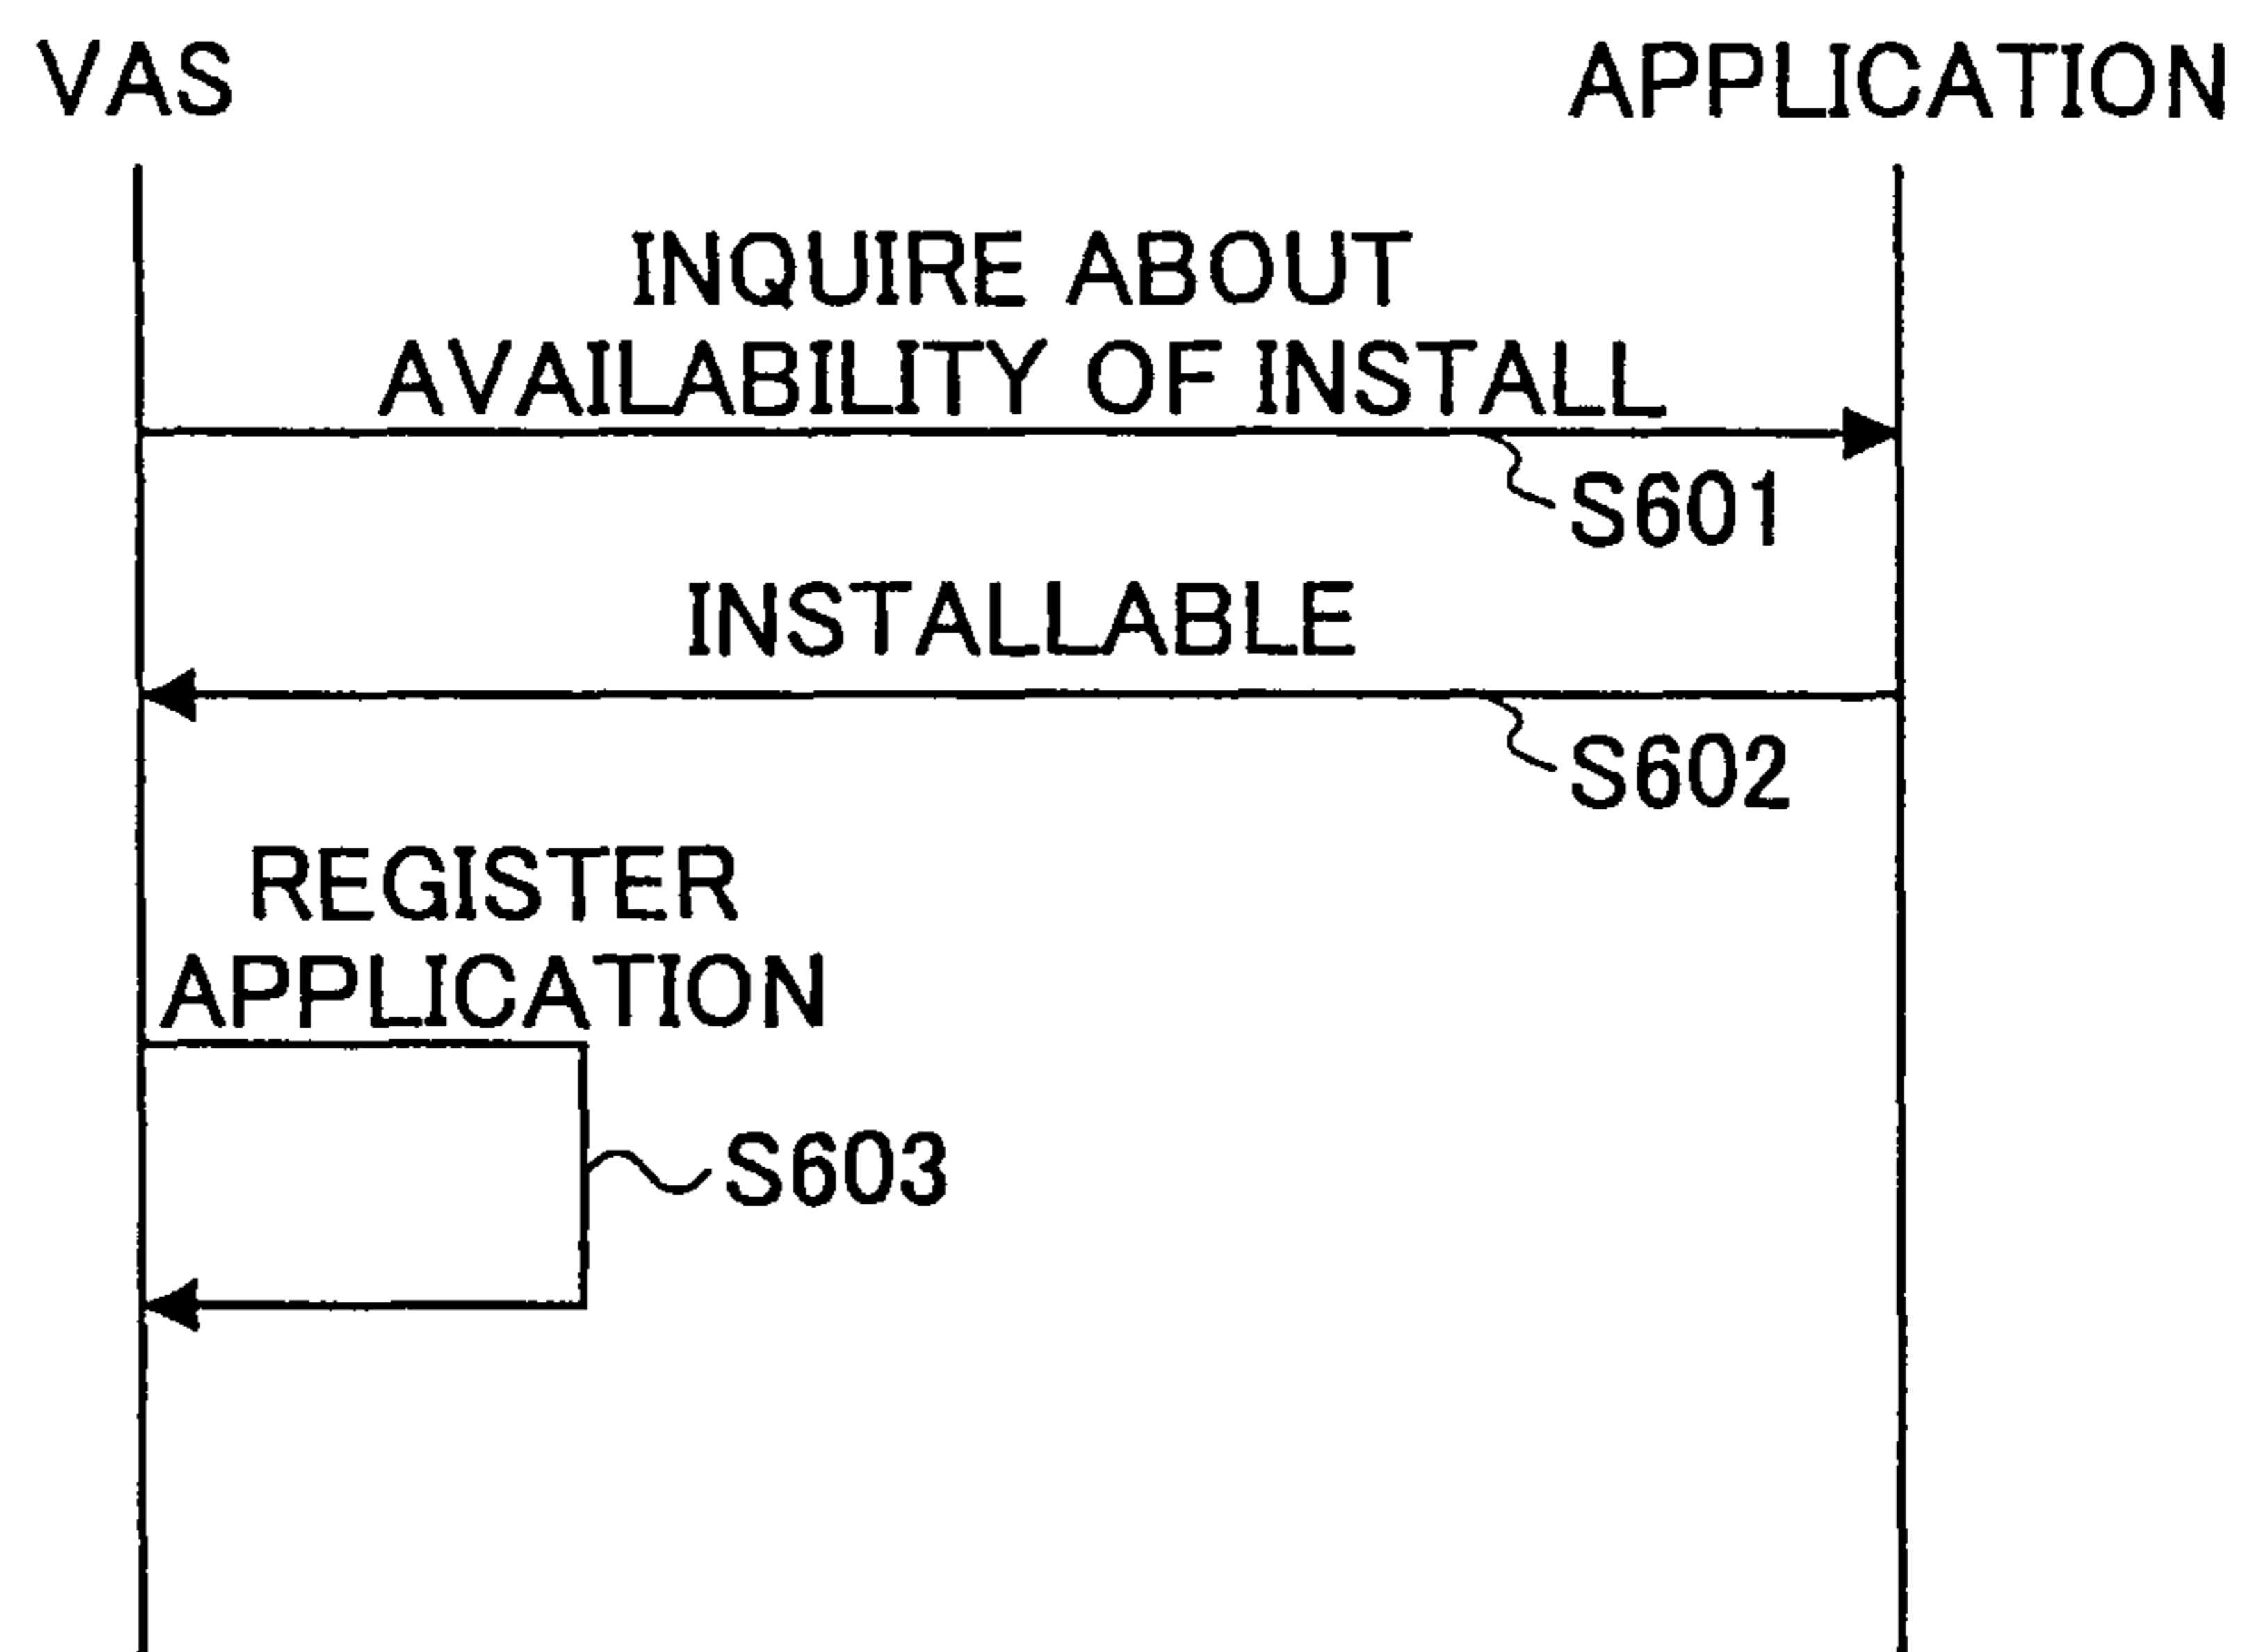 VAS
APPLICATION
INQUIRE ABOUT
AVAILABILITY OF INSTALL
S601
INSTALLABLE
S602
REGISTER
APPLICATION
S603